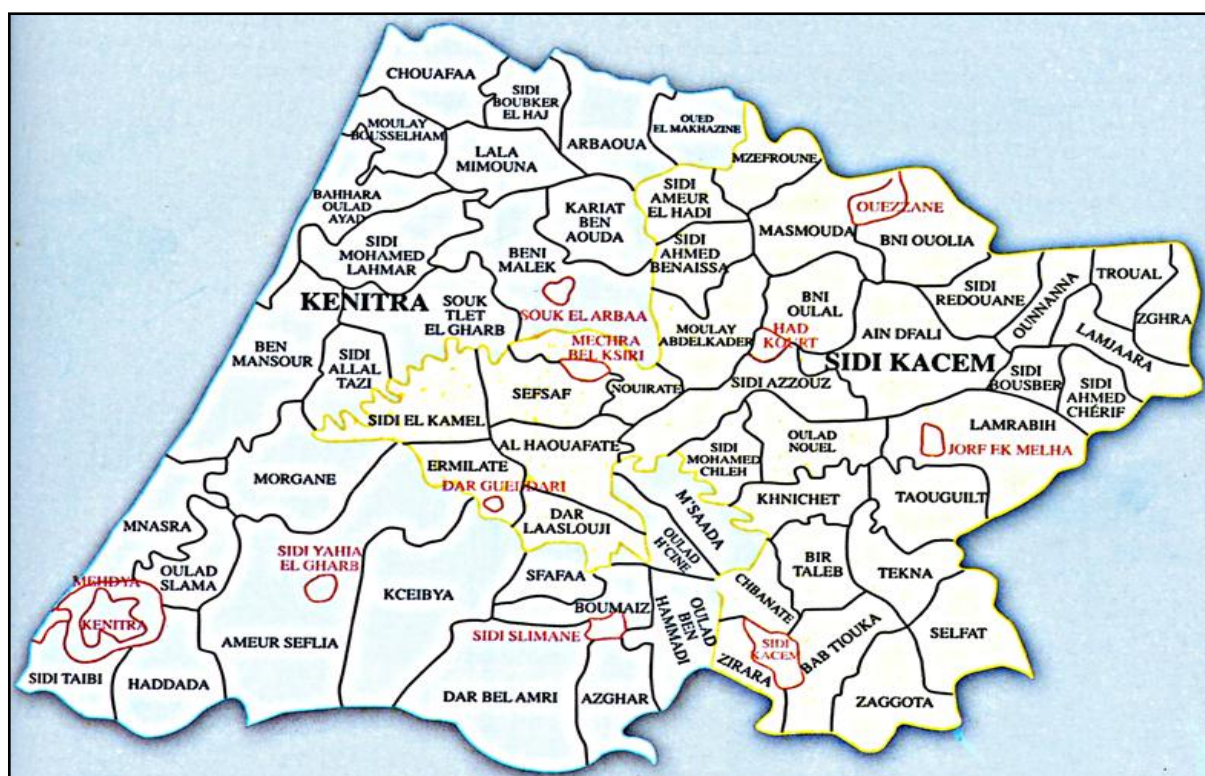 CHOUAFAA
SIDI
BOUBKER
EL HAJ
MOULAY
BOUSSELHAM
ARBAOUA
OUED
EL MAKHAZINE
LALA
MIMOUNA
MZEFROUNE
BAHHARA
OULAD
AYAD
SIDI
AMEUR
EL HADI
OUEZZANE
KARIAT
BEN
AOUDA
MASMOUDA
BNI OUOLIA
SIDI
MOHAMED
LAHMAR
BENI
MALEK
SIDI
AHMED
BENAISSA
SIDI
REDOUANE
OUNNANNA
TROUAL
ZGHRA
KENITRA
SOUK
TLET
EL GHARB
SOUK EL ARBAA
BNI
OULAL
AIN DFALI
LAMJAARA
BEN
MANSOUR
MECHRA
BEL KSIRI
MOULAY
ABDELKADER
HAD
KOURT
SIDI KACEM
SIDI
ALLAL
TAZI
SEFSAF
NOUIRATE
SIDI AZZOUZ
SIDI
BOUSBER
SIDI
AHMED
CHÉRIF
SIDI EL KAMEL
LAMRABIH
AL HAOUAFATE
SIDI
MOHAMED
CHLEH
OULAD
NOUEL
JORF EK MELHA
MORGANE
ERMILATE
DAR GUEDDARI
KHNICHET
TAOUGUILT
M'SAADA
MNASRA
DAR
LAASLOUJI
OULAD
H'CINE
SIDI YAHIA
EL GHARB
OULAD
SLAMA
BIR
TALEB
TEKNA
MEHDYA
KENITRA
KCEIBYA
SFAFAA
CHBANATE
BOUMAIZ
OULAD
BEN
HAMMADI
AMEUR SEFLIA
SIDI SLIMANE
SIDI
KACEM
BAB TIOUKA
SELFAT
ZIRARA
SIDI TAIBI
HADDADA
DAR BEL AMRI
AZGHAR
ZAGGOTA